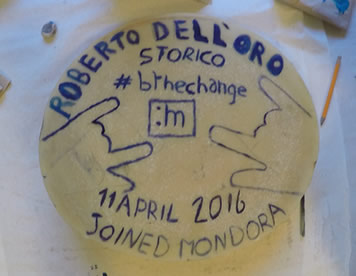 ROBERTO DELL'ORO
STORICO
#bthechange
:m
11 APRIL 2016
JOINED MONDORA